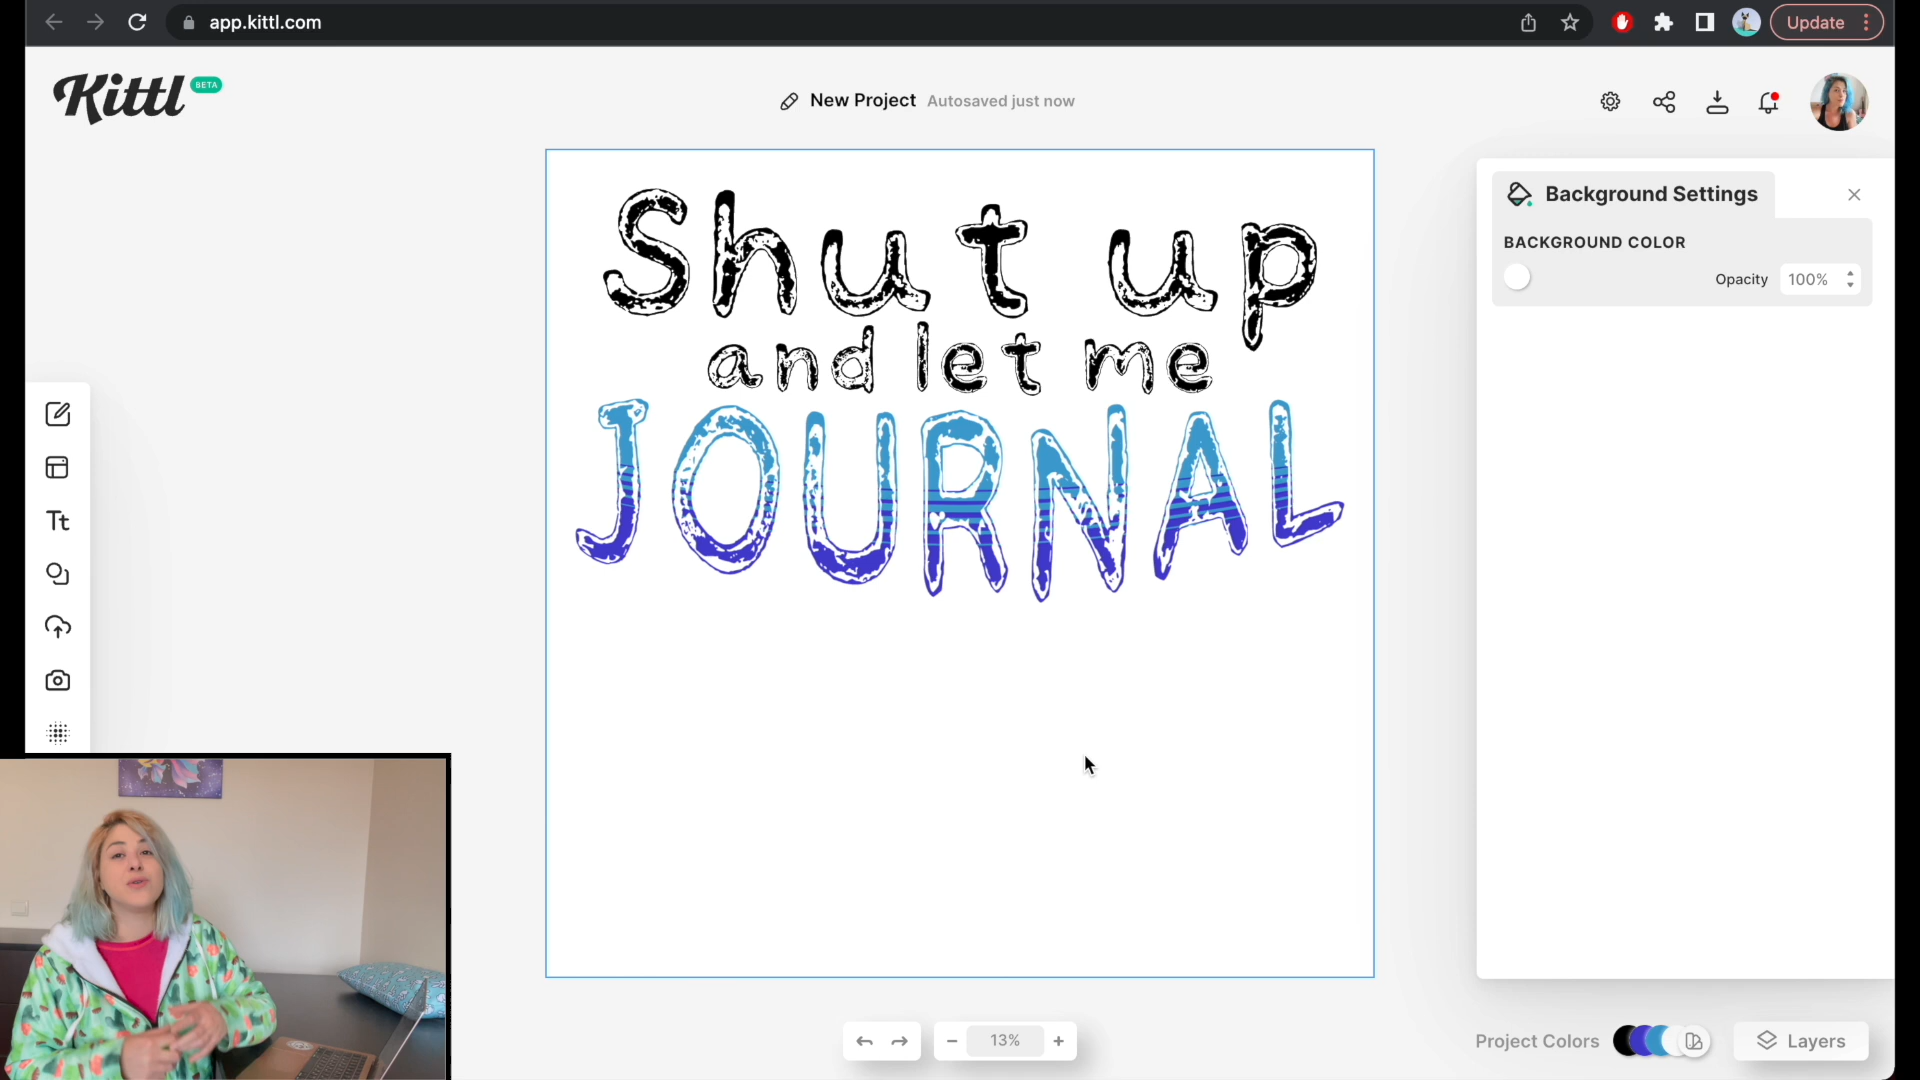 app.kittl.com
Update
Kittl BETA
New Project Autosaved just now
Background Settings
BACKGROUND COLOR
Opacity 100%
Tt
Shut up
and let me
JOURNAL
13%
Project Colors
Layers